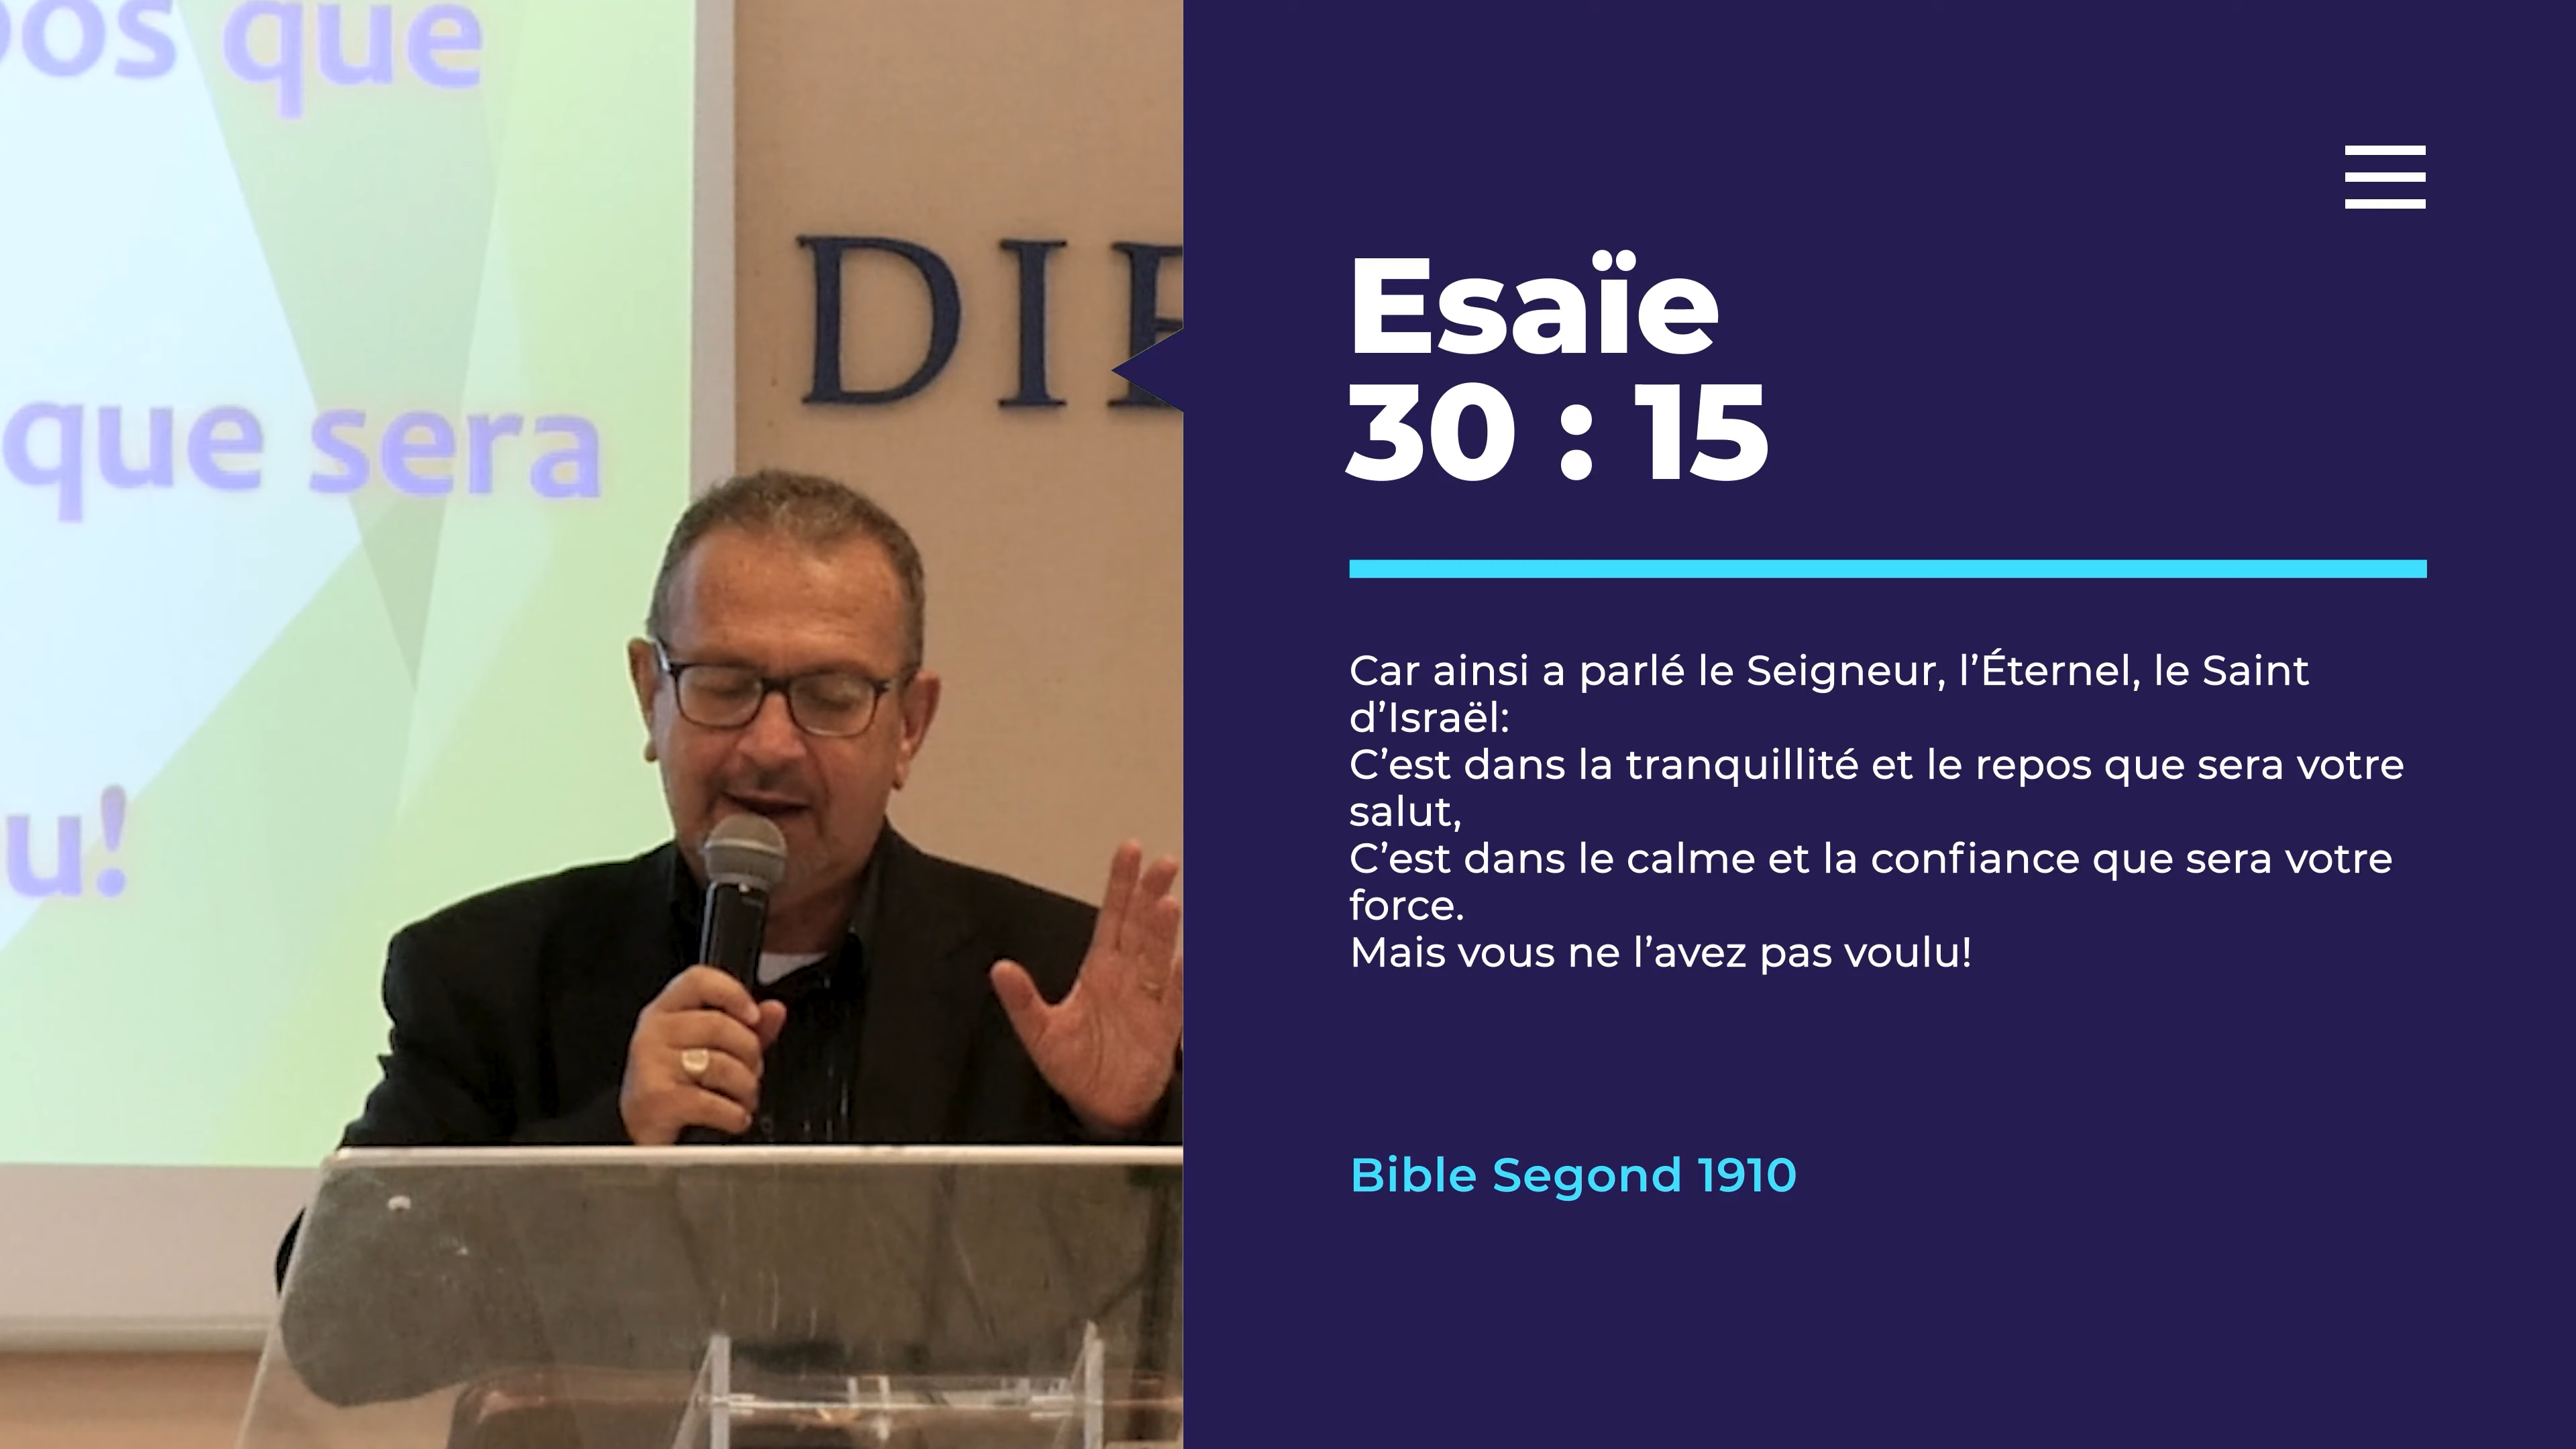 que
que sera
u!
DI
Esaïe
30 : 15
Car ainsi a parlé le Seigneur, l’Éternel, le Saint
d’Israël:
C’est dans la tranquillité et le repos que sera votre
salut,
C’est dans le calme et la confiance que sera votre
force.
Mais vous ne l’avez pas voulu!
Bible Segond 1910